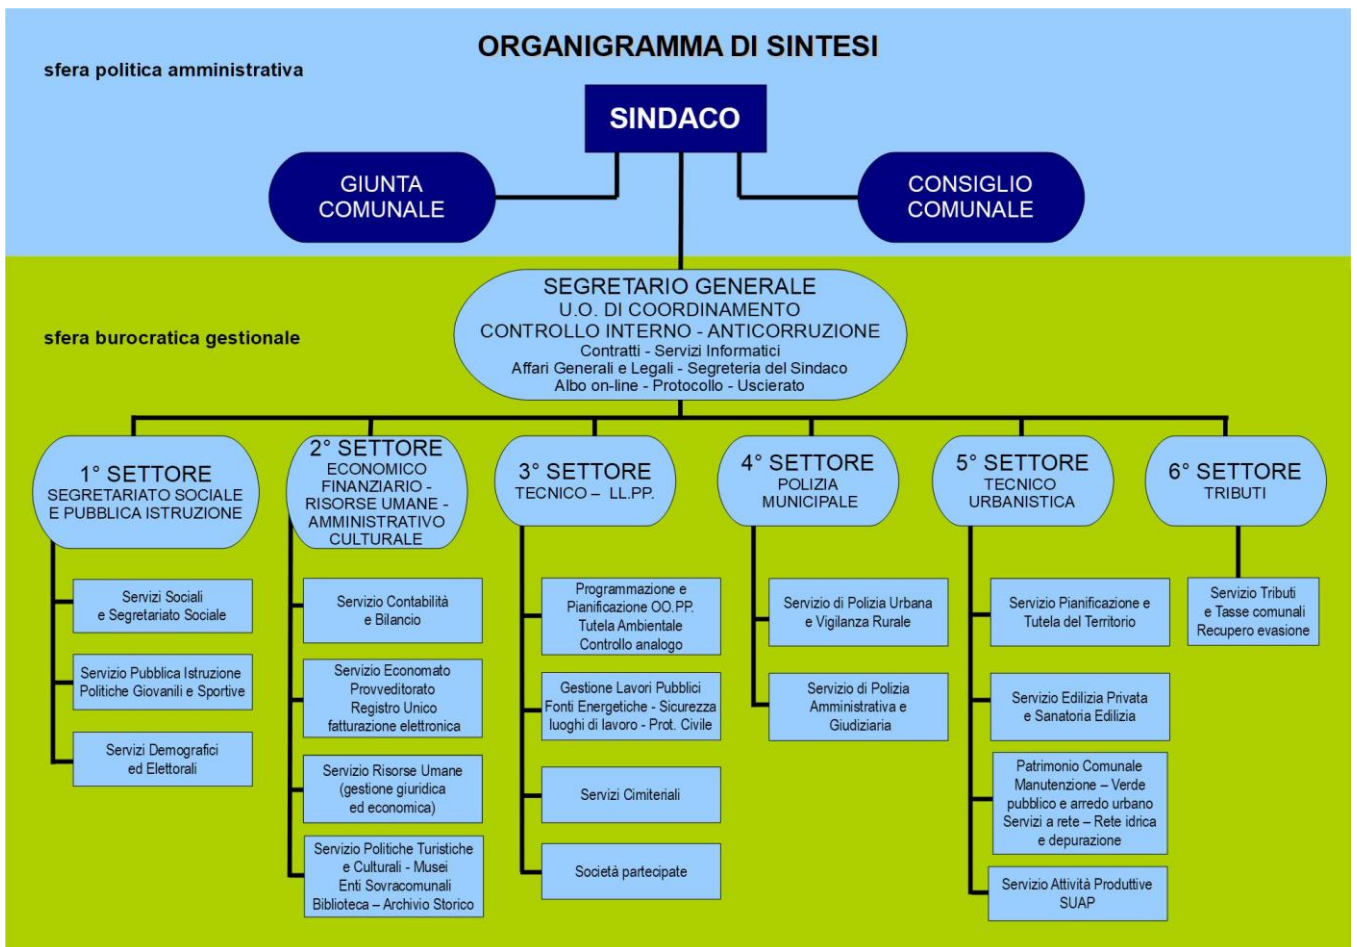 ORGANIGRAMMA DI SINTESI
sfera politica amministrativa
SINDACO
GIUNTA
COMUNALE
CONSIGLIO
COMUNALE
SEGRETARIO GENERALE
U.O. DI COORDINAMENTO
CONTROLLO INTERNO - ANTICORRUZIONE
Contratti - Servizi Informatici
Affari Generali e Legali - Segreteria del Sindaco
Albo on-line - Protocollo - Uscierato
sfera burocratica gestionale
1° SETTORE
SEGRETARIATO SOCIALE
E PUBBLICA ISTRUZIONE
2° SETTORE
ECONOMICO
FINANZIARIO -
RISORSE UMANE -
AMMINISTRATIVO
CULTURALE
3° SETTORE
TECNICO – LL.PP.
4° SETTORE
POLIZIA
MUNICIPALE
5° SETTORE
TECNICO
URBANISTICA
6° SETTORE
TRIBUTI
Servizi Sociali
e Segretariato Sociale
Servizio Pubblica Istruzione
Politiche Giovanili e Sportive
Servizi Demografici
ed Elettorali
Servizio Contabilità
e Bilancio
Servizio Economato
Provveditorato
Registro Unico
fatturazione elettronica
Servizio Risorse Umane
(gestione giuridica
ed economica)
Servizio Politiche Turistiche
e Culturali - Musei
Enti Sovracomunali
Biblioteca – Archivio Storico
Programmazione e
Pianificazione OO.PP.
Tutela Ambientale
Controllo analogo
Gestione Lavori Pubblici
Fonti Energetiche - Sicurezza
luoghi di lavoro - Prot. Civile
Servizi Cimiteriali
Società partecipate
Servizio di Polizia Urbana
e Vigilanza Rurale
Servizio di Polizia
Amministrativa e
Giudiziaria
Servizio Pianificazione e
Tutela del Territorio
Servizio Edilizia Privata
e Sanatoria Edilizia
Patrimonio Comunale
Manutenzione – Verde
pubblico e arredo urbano
Servizi a rete – Rete idrica
e depurazione
Servizio Attività Produttive
SUAP
Servizio Tributi
e Tasse comunali
Recupero evasione